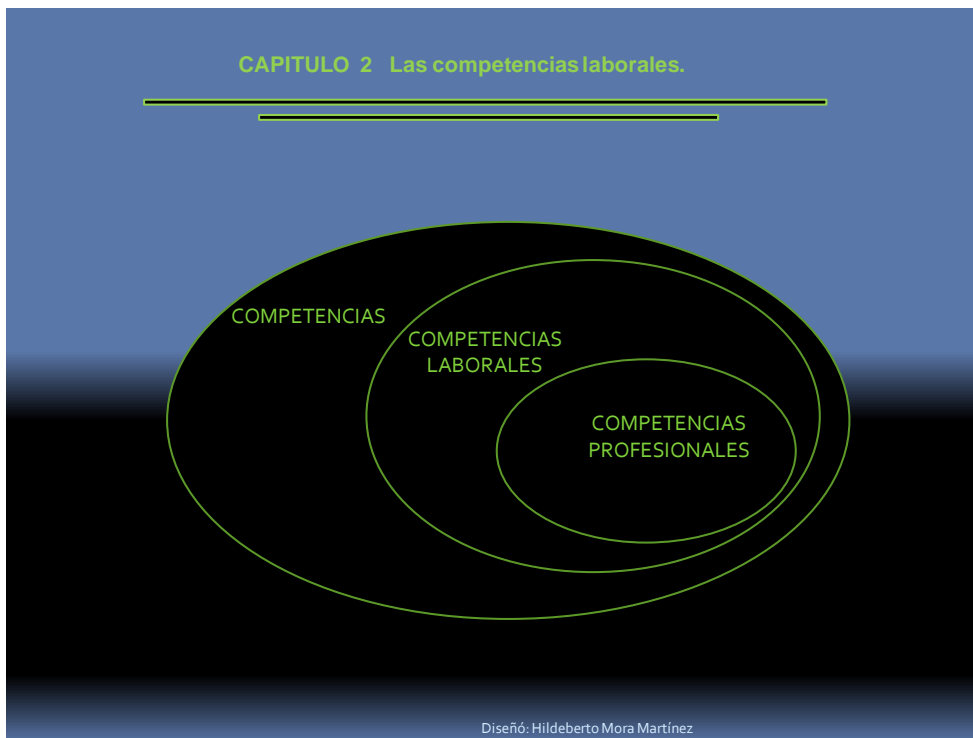 CAPITULO 2 Las competencias laborales.
COMPETENCIAS
COMPETENCIAS
LABORALES
COMPETENCIAS
PROFESIONALES
Diseñó: Hildeberto Mora Martínez